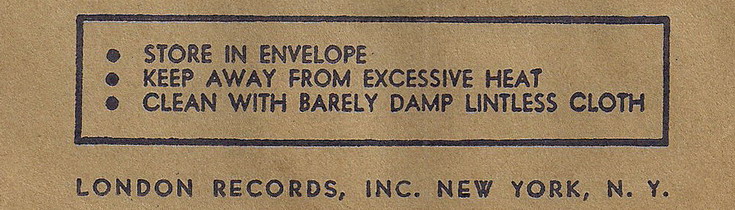 ● STORE IN ENVELOPE
● KEEP AWAY FROM EXCESSIVE HEAT
● CLEAN WITH BARELY DAMP LINTLESS CLOTH
LONDON RECORDS, INC. NEW YORK, N. Y.